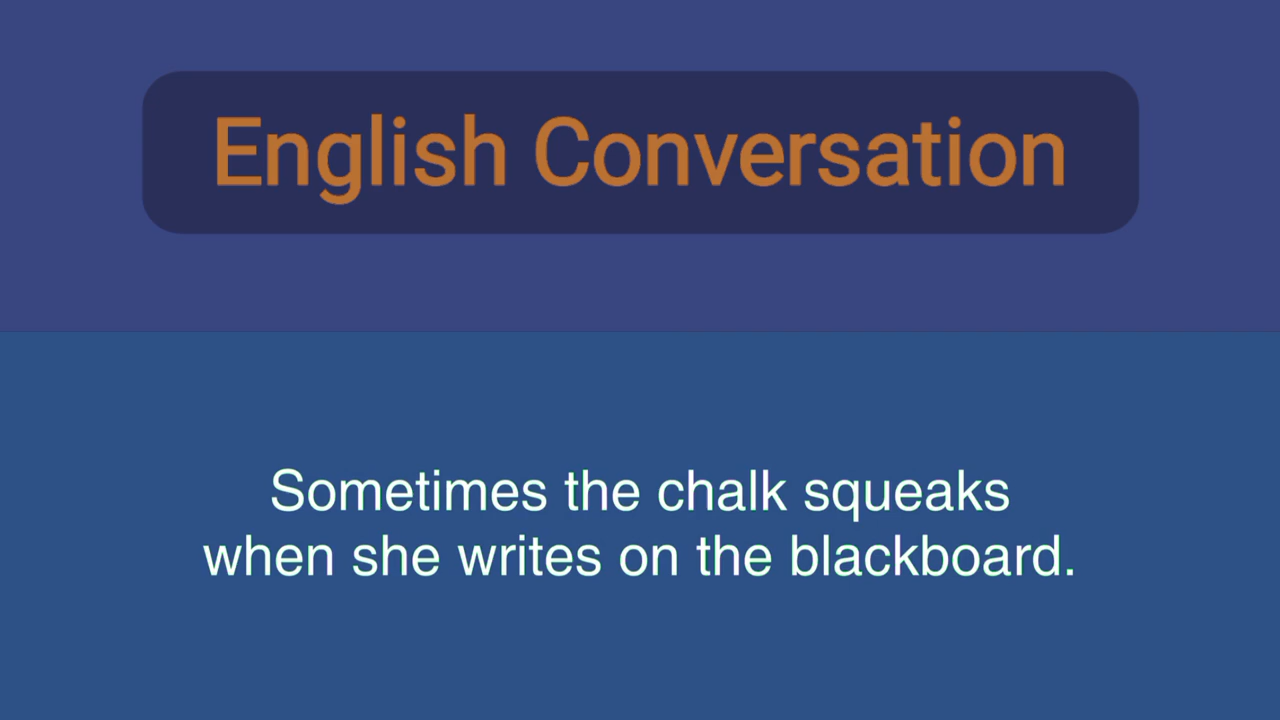 English Conversation
Sometimes the chalk squeaks
when she writes on the blackboard.